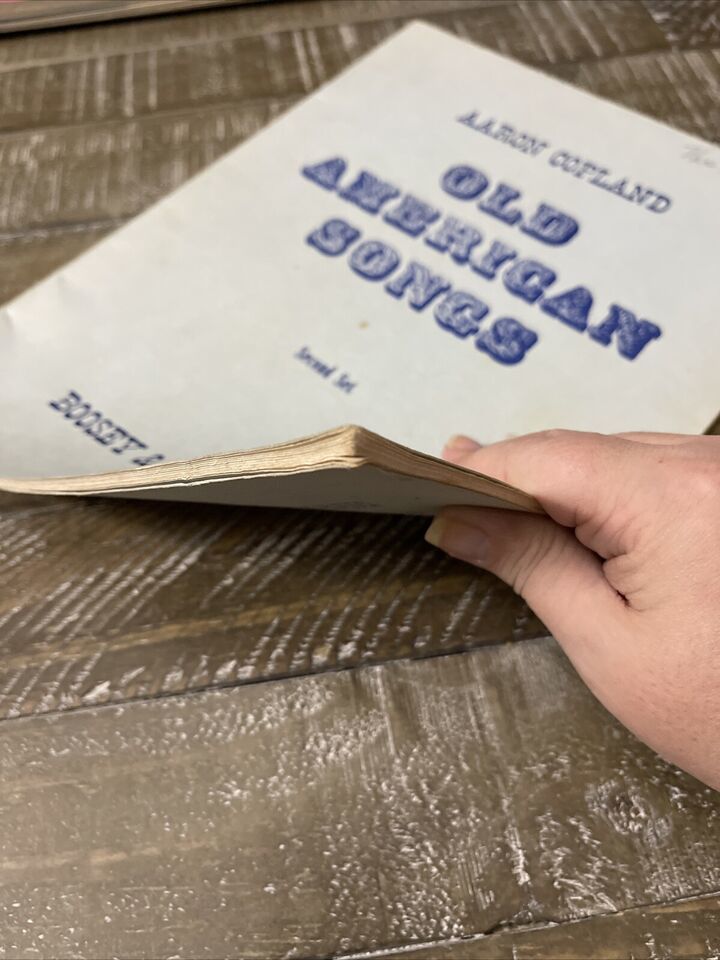 AARON COPLAND
OLD
AMERICAN
SONGS
Second Set
BOOSEY &